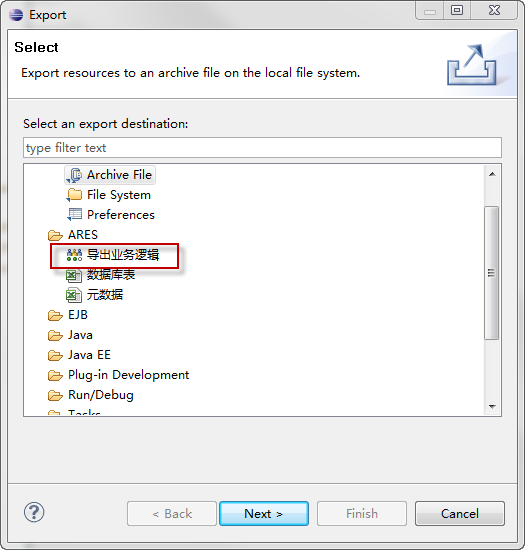 Export
Select
Export resources to an archive file on the local file system.
Select an export destination:
type filter text
Archive File
File System
Preferences
ARES
导出业务逻辑
数据库表
元数据
EJB
Java
Java EE
Plug-in Development
Run/Debug
Tasks
?
< Back Next > Finish Cancel